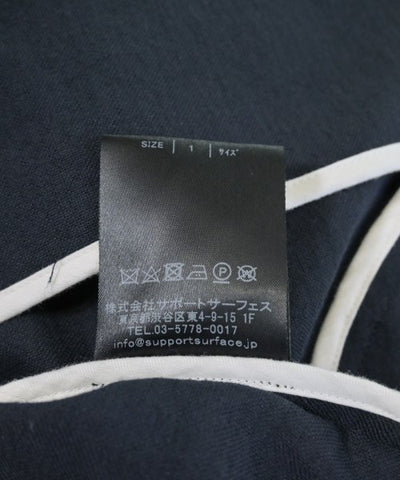 SIZE 1 サイズ
株式会社サポートサーフェス
東京都渋谷区東4-9-15 1F
TEL.03-5778-0017
info@supportsurface.jp